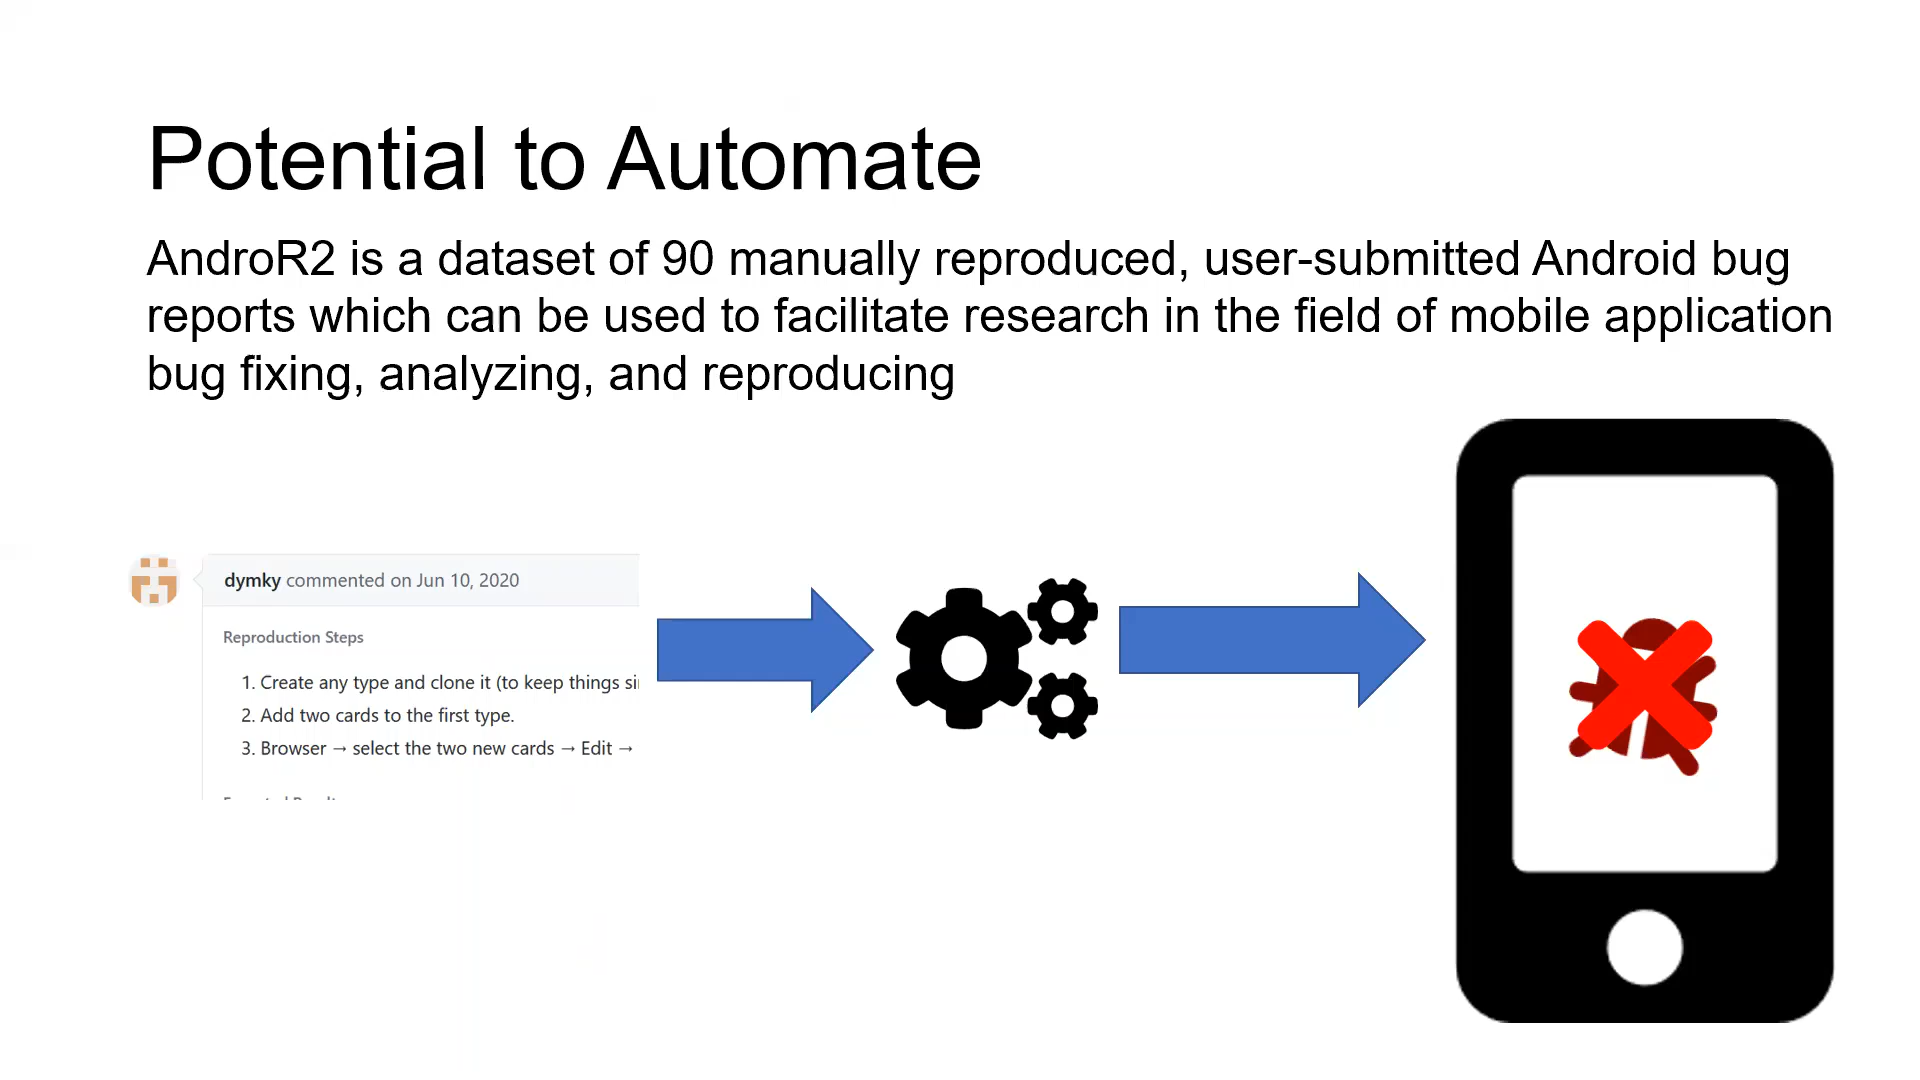 Potential to Automate
AndroR2 is a dataset of 90 manually reproduced, user-submitted Android bug
reports which can be used to facilitate research in the field of mobile application
bug fixing, analyzing, and reproducing
dymky commented on Jun 10, 2020
Reproduction Steps
1. Create any type and clone it (to keep things
2. Add two cards to the first type.
3. Browser → select the two new cards → Edit →